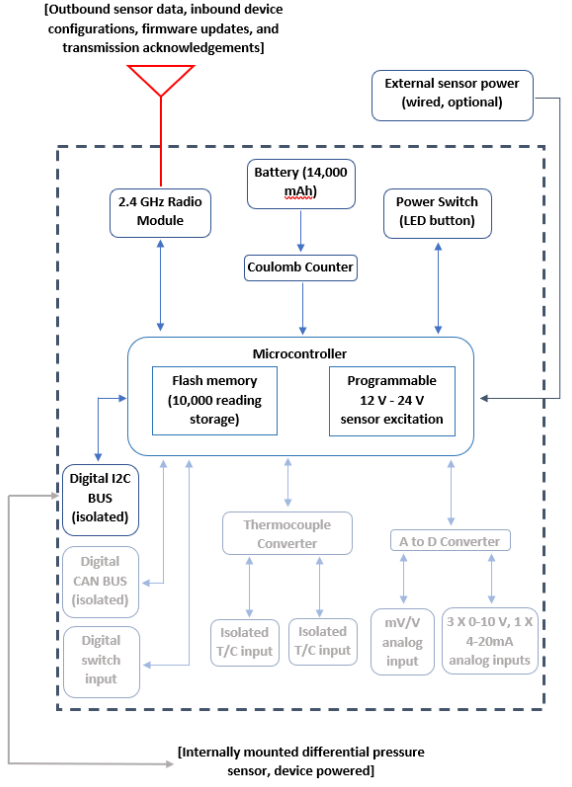 [Outbound sensor data, inbound device
configurations, firmware updates, and
transmission acknowledgements]
External sensor power
(wired, optional)
Battery (14,000
mAh)
2.4 GHz Radio
Module
Power Switch
(LED button)
Coulomb Counter
Microcontroller
Flash memory
(10,000 reading
storage)
Programmable
12 V - 24 V
sensor excitation
Digital I2C
BUS
(isolated)
Thermocouple
Converter
A to D Converter
Digital
CAN BUS
(isolated)
Isolated
T/C input
Isolated
T/C input
mV/V
analog
input
3 X 0-10 V, 1 X
4-20mA
analog inputs
Digital
switch
input
[Internally mounted differential pressure
sensor, device powered]